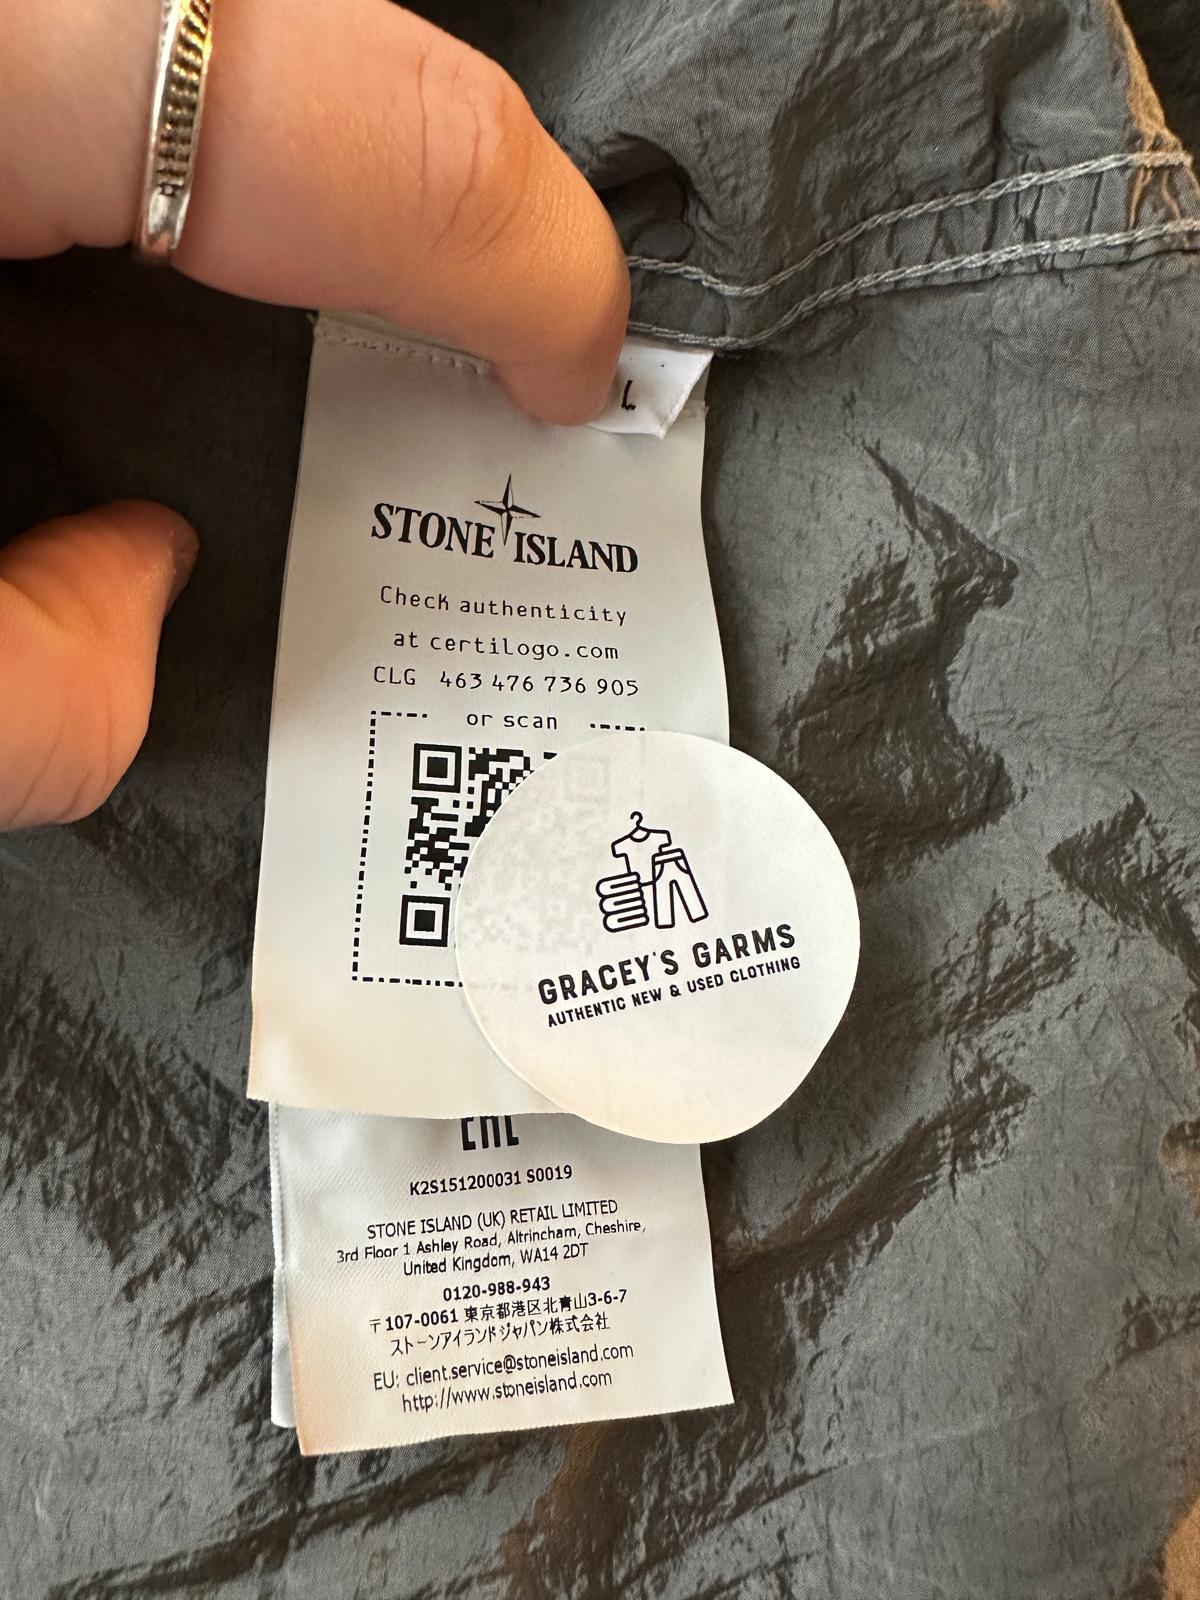 L
STONE ISLAND
Check authenticity
at certilogo.com
CLG 463 476 736 905
or scan
GRACEY'S GARMS
AUTHENTIC NEW & USED CLOTHING
EAC
K2S151200031 S0019
STONE ISLAND (UK) RETAIL LIMITED
3rd Floor 1 Ashley Road, Altrincham, Cheshire,
United Kingdom, WA14 2DT
0120-988-943
〒107-0061 東京都港区北青山3-6-7
ストーンアイランドジャパン株式会社
EU: client.service@stoneisland.com
http://www.stoneisland.com